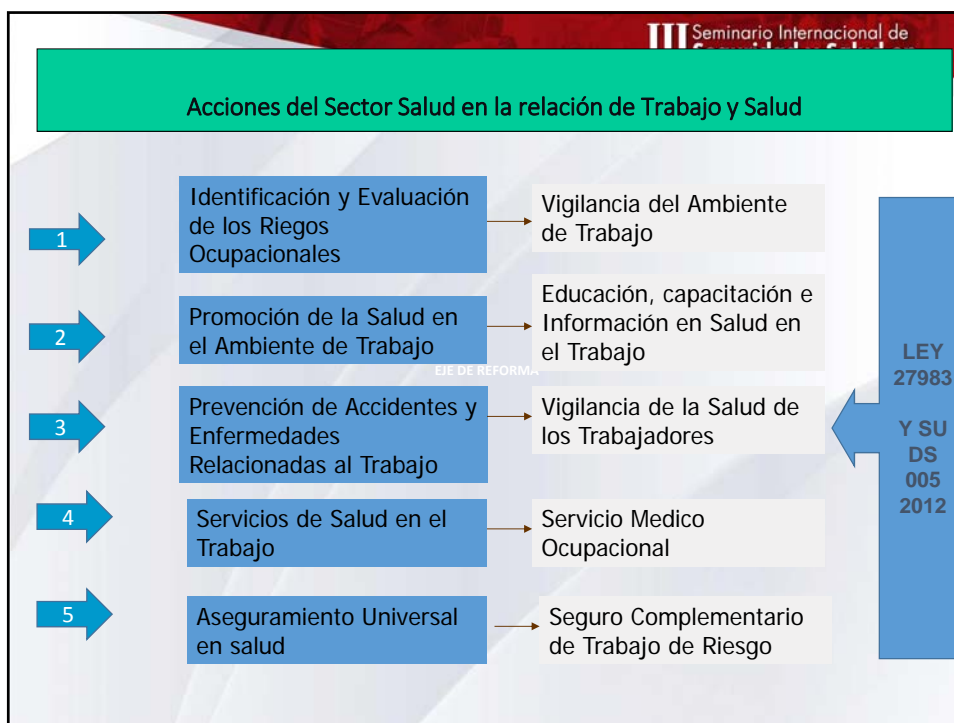 III Seminario Internacional de
Acciones del Sector Salud en la relación de Trabajo y Salud
1
Identificación y Evaluación
de los Riegos
Ocupacionales
Vigilancia del Ambiente
de Trabajo
2
Promoción de la Salud en
el Ambiente de Trabajo
Educación, capacitación e
Información en Salud en
el Trabajo
EJE DE REFORMA
3
Prevención de Accidentes y
Enfermedades
Relacionadas al Trabajo
Vigilancia de la Salud de
los Trabajadores
4
Servicios de Salud en el
Trabajo
Servicio Medico
Ocupacional
5
Aseguramiento Universal
en salud
Seguro Complementario
de Trabajo de Riesgo
LEY
27983
Y SU
DS
005
2012